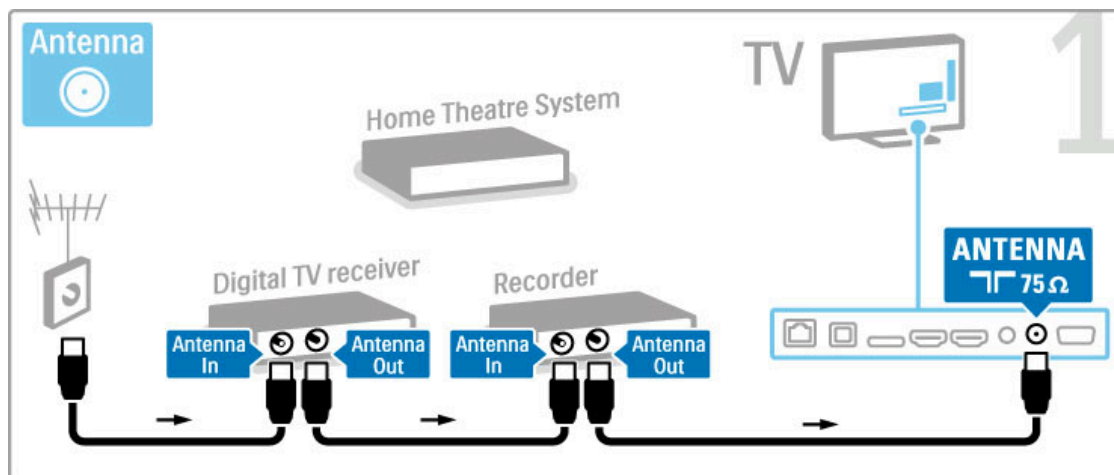 Antenna
TV
1
Home Theatre System
Digital TV receiver
Recorder
ANTENNA
75 Ω
Antenna
In
Antenna
Out
Antenna
In
Antenna
Out